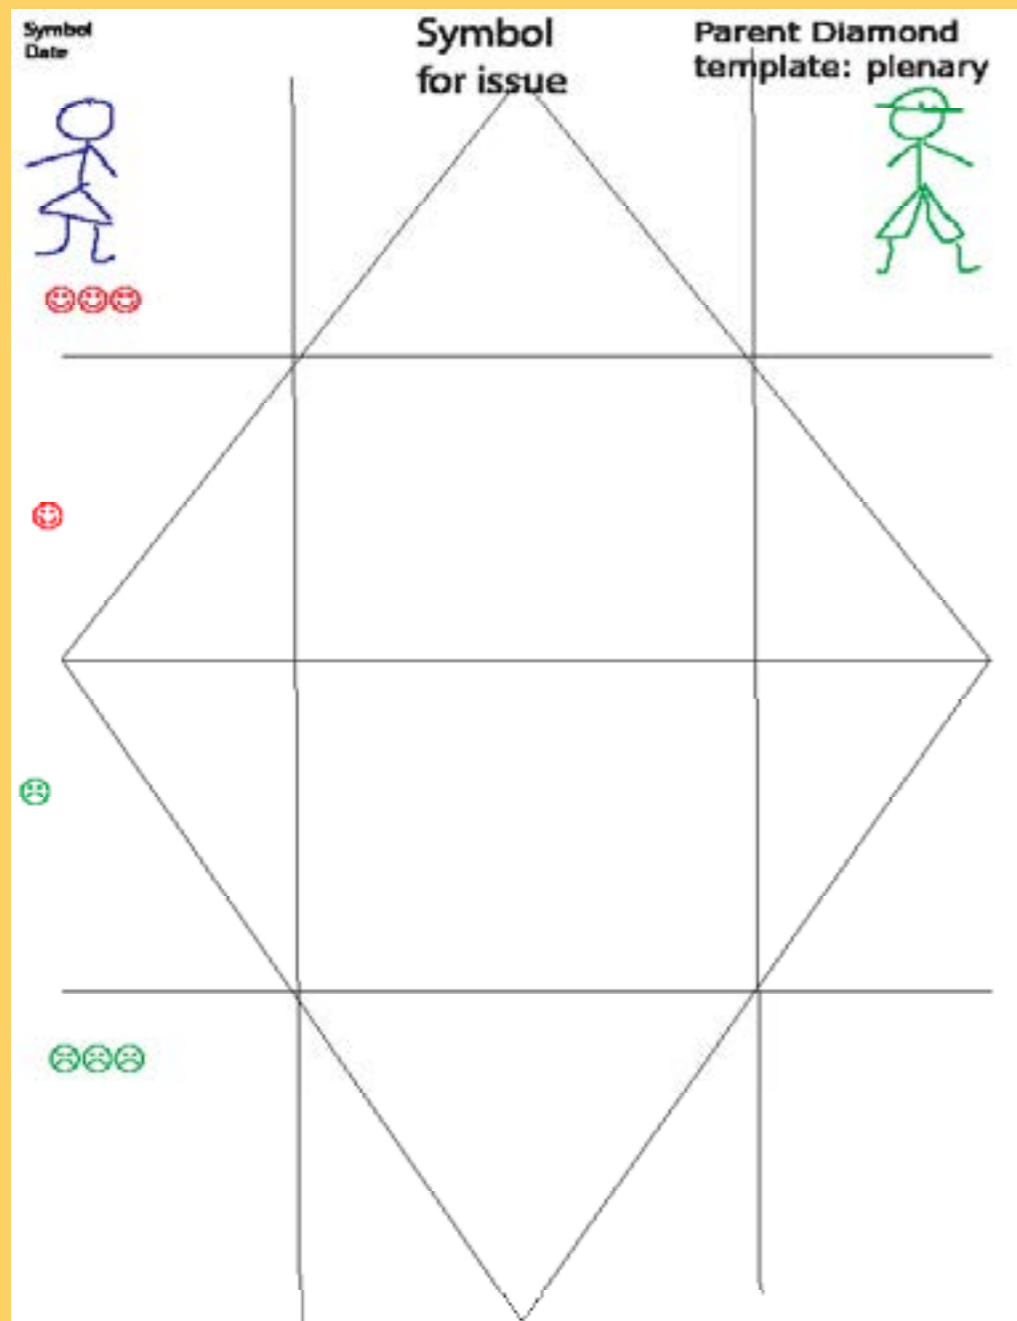 Symbol
Date
Symbol
for issue
Parent Diamond
template: plenary